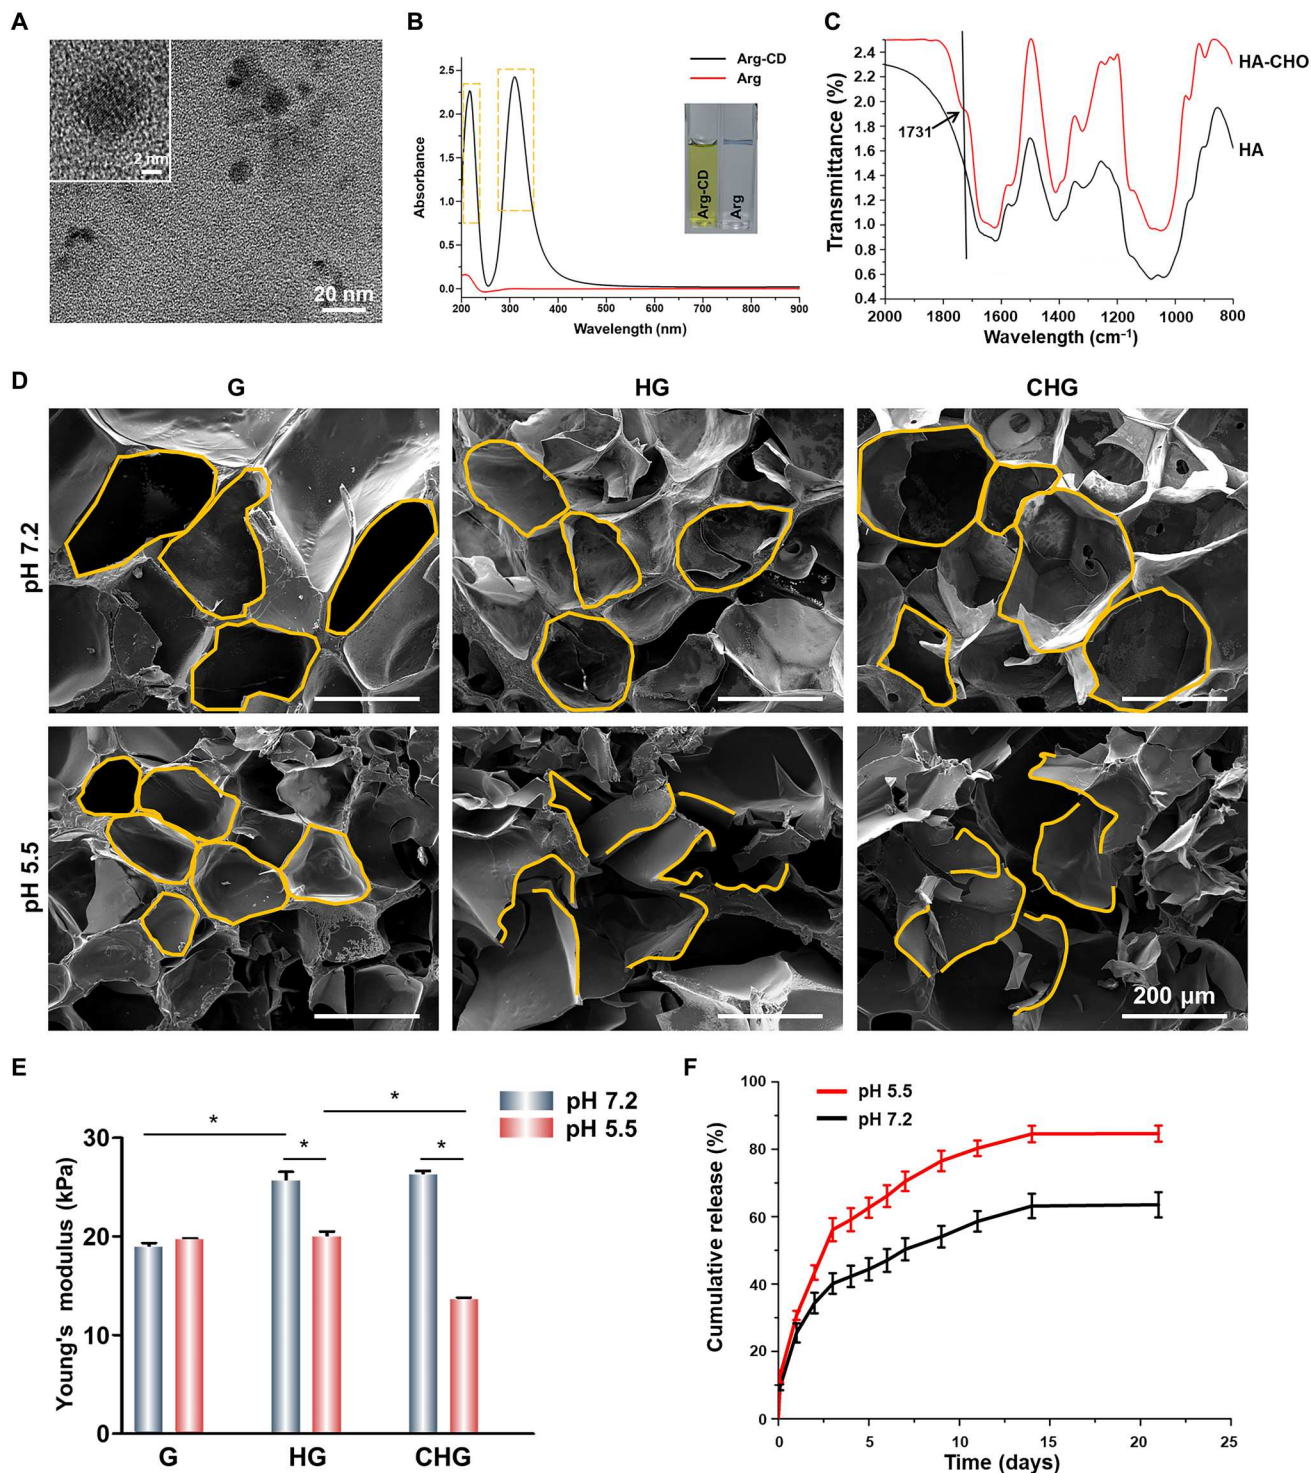 A
2 nm
20 nm
B
Absorbance
2.5
2.0
1.5
1.0
0.5
0.0
200 300 400 500 600 700 800 900
Wavelength (nm)
Arg-CD
Arg
Arg-CD
Arg
C
Transmittance (%)
2.4
2.2
2.0
1.8
1.6
1.4
1.2
1.0
0.8
0.6
0.4
2000 1800 1600 1400 1200 1000 800
Wavelength (cm⁻¹)
1731
HA-CHO
HA
D
G HG CHG
pH 7.2
pH 5.5
200 µm
E
Young's modulus (kPa)
30
20
10
0
G HG CHG
* * * *
pH 7.2
pH 5.5
F
Cumulative release (%)
100
80
60
40
20
0
0 5 10 15 20 25
Time (days)
pH 5.5
pH 7.2